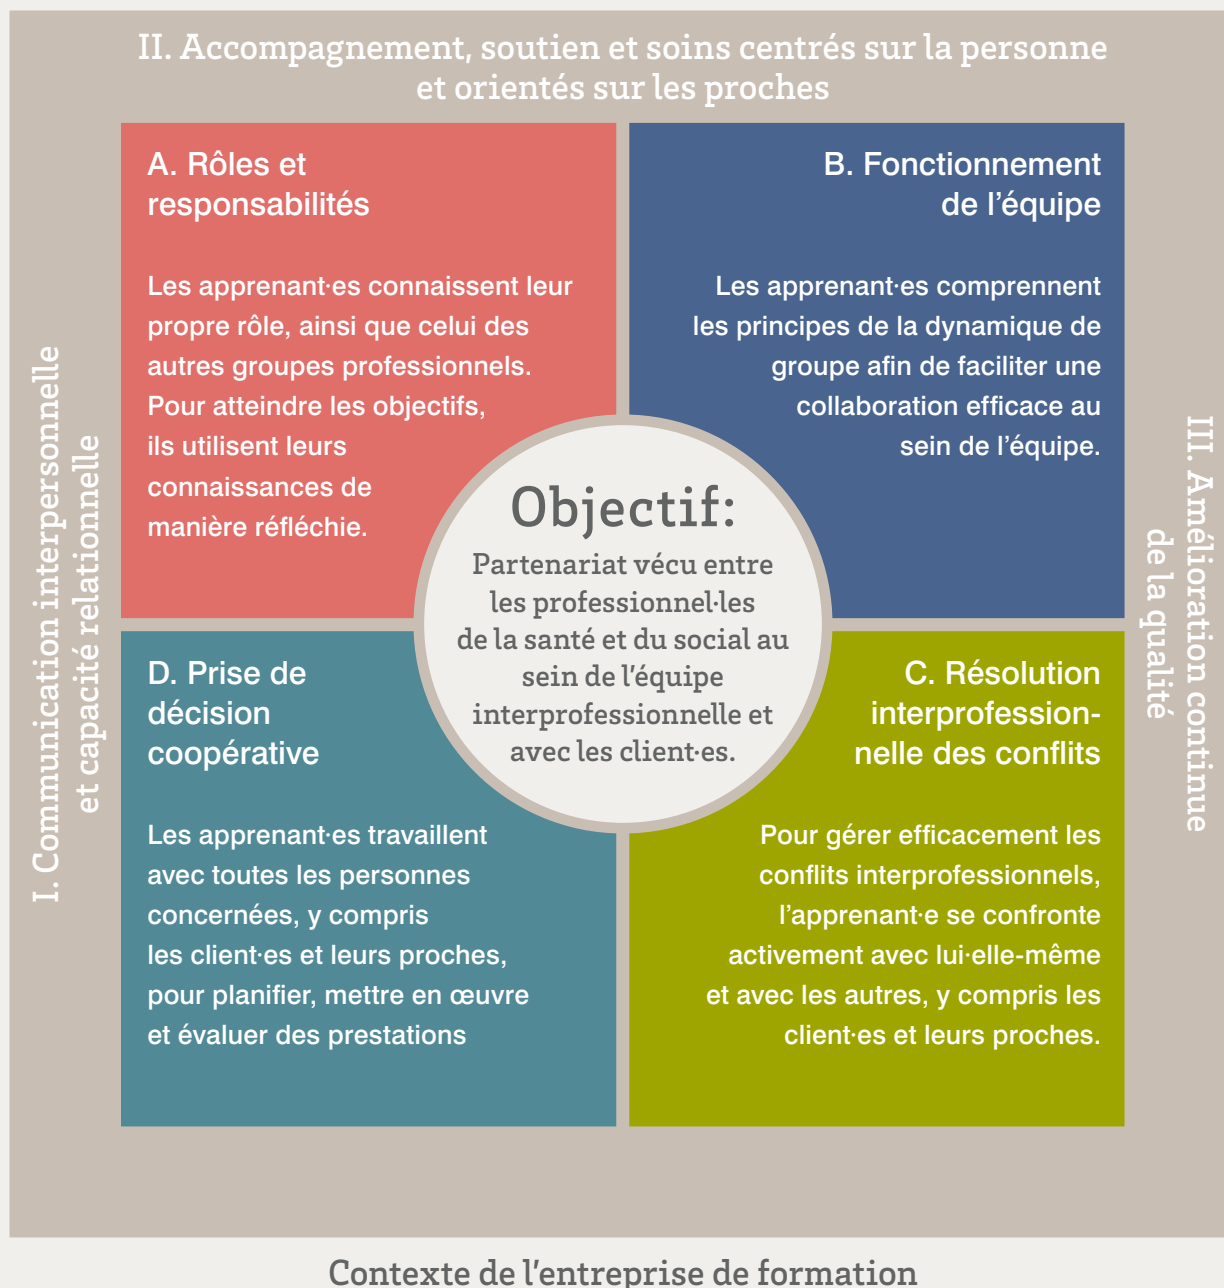 II. Accompagnement, soutien et soins centrés sur la personne
et orientés sur les proches
I. Communication interpersonnelle
et capacité relationnelle
A. Rôles et
responsabilités
Les apprenant·es connaissent leur
propre rôle, ainsi que celui des
autres groupes professionnels.
Pour atteindre les objectifs,
ils utilisent leurs
connaissances de
manière réfléchie.
B. Fonctionnement
de l’équipe
Les apprenant·es comprennent
les principes de la dynamique de
groupe afin de faciliter une
collaboration efficace au
sein de l’équipe.
Objectif:
Partenariat vécu entre
les professionnel·les
de la santé et du social au
sein de l’équipe
interprofessionnelle et
avec les client·es.
D. Prise de
décision
coopérative
Les apprenant·es travaillent
avec toutes les personnes
concernées, y compris
les client·es et leurs proches,
pour planifier, mettre en œuvre
et évaluer des prestations
C. Résolution
interprofession-
nelle des conflits
Pour gérer efficacement les
conflits interprofessionnels,
l’apprenant·e se confronte
activement avec lui·elle-même
et avec les autres, y compris les
client·es et leurs proches.
III. Amélioration continue
de la qualité
Contexte de l’entreprise de formation